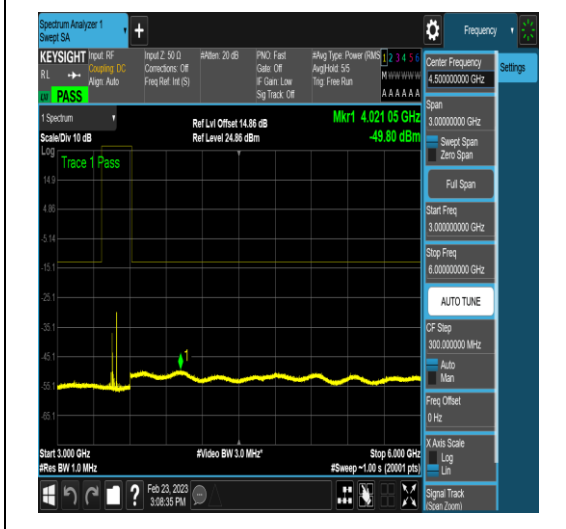 Spectrum Analyzer 1
Swept SA
+
Frequency
KEYSIGHT
Input: RF
Input Z: 50 Ω
#Atten: 20 dB
PNO: Fast
#Avg Type: Power (RMS)
1 2 3 4 5 6
RL
Coupling: DC
Corrections: Off
Gate: Off
Avg|Hold: 5/5
M W W W W W
Align: Auto
Freq Ref: Int (S)
IF Gain: Low
Trig: Free Run
Sig Track: Off
A A A A A A
PASS
1 Spectrum
Ref Lvl Offset 14.86 dB
Mkr1 4.021 05 GHz
Scale/Div 10 dB
Ref Level 24.86 dBm
-49.80 dBm
Log
Trace 1 Pass
14.9
4.86
-5.14
-15.1
-25.1
-35.1
-45.1
1
-55.1
-65.1
Start 3.000 GHz
#Video BW 3.0 MHz*
Stop 6.000 GHz
#Res BW 1.0 MHz
#Sweep ~1.00 s (20001 pts)
?
Feb 23, 2023
3:08:35 PM
Center Frequency
4.500000000 GHz
Settings
Span
3.00000000 GHz
Swept Span
Zero Span
Full Span
Start Freq
3.000000000 GHz
Stop Freq
6.000000000 GHz
AUTO TUNE
CF Step
300.000000 MHz
Auto
Man
Freq Offset
0 Hz
X Axis Scale
Log
Lin
Signal Track
(Span Zoom)